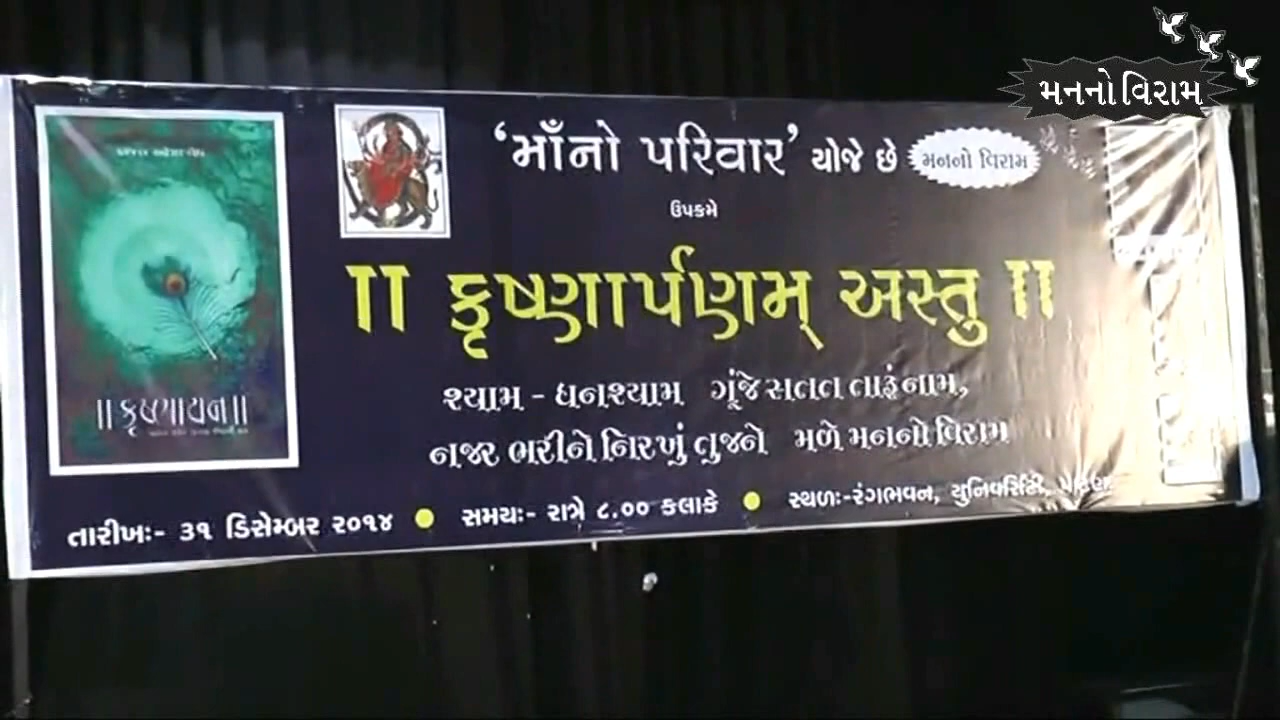 મનનો વિરામ
'માઁનો પરિવાર' યોજે છે મનનો વિરામ
ઉપક્રમે
।। કૃષ્ણાર્પણમ્ અસ્તુ ।।
શ્યામ - ઘનશ્યામ ગૂંજે સતત તારૂં નામ,
નજર ભરીને નિરખું તુજને મળે મનનો વિરામ
।। કૃષ્ણાયન ।।
તારીખઃ- ૩૧ ડિસેમ્બર ૨૦૧૪ ● સમયઃ- રાત્રે ૮.૦૦ કલાકે ● સ્થળઃ- રંગભવન, યુનિવર્સિટી, પાટણ